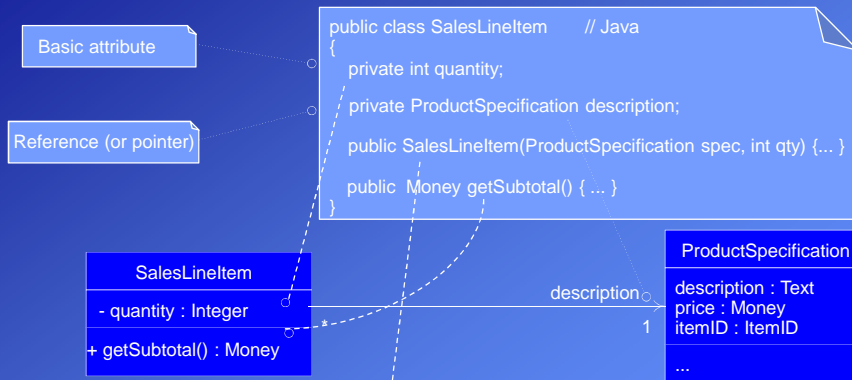 public class SalesLineItem // Java
{
Basic attribute
private int quantity;
private ProductSpecification description;
Reference (or pointer)
public SalesLineItem(ProductSpecification spec, int qty) {... }
public Money getSubtotal() { ... }
}
SalesLineItem
- quantity : Integer
+ getSubtotal() : Money
*
description
1
ProductSpecification
description : Text
price : Money
itemID : ItemID
...